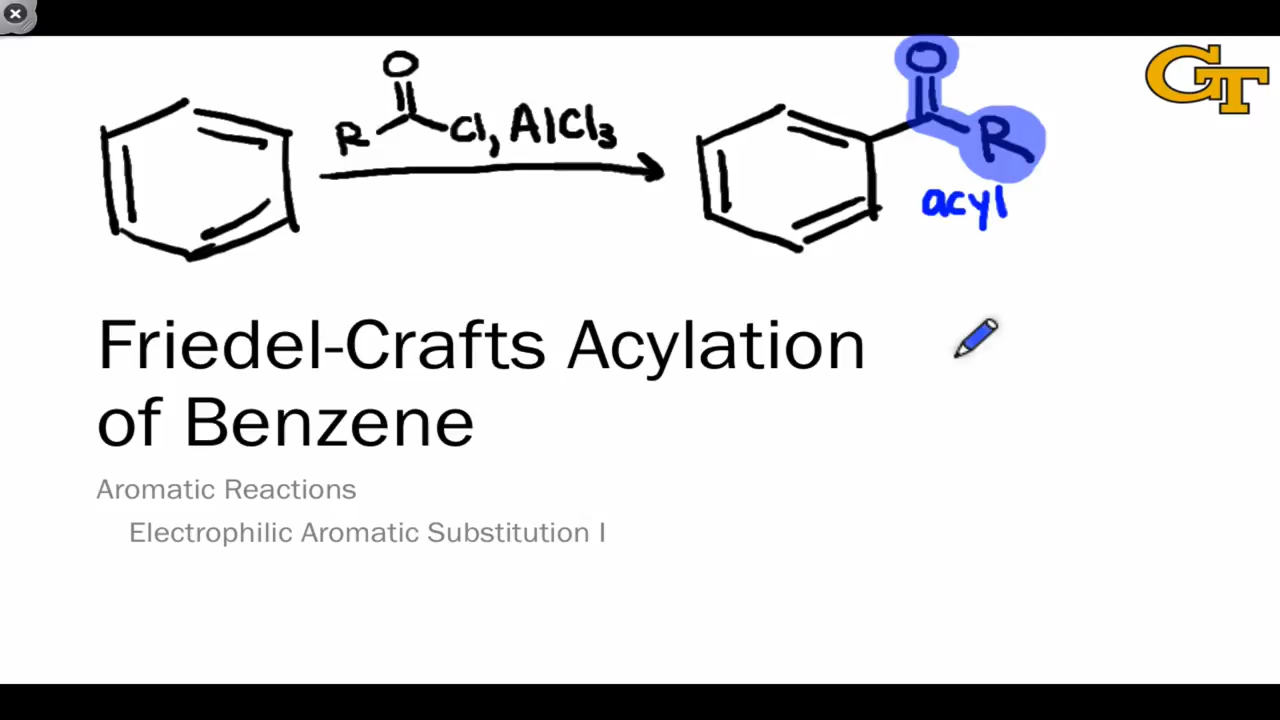 O
O
GT
R
Cl, AlCl₃
R
acyl
Friedel-Crafts Acylation
of Benzene
Aromatic Reactions
Electrophilic Aromatic Substitution I